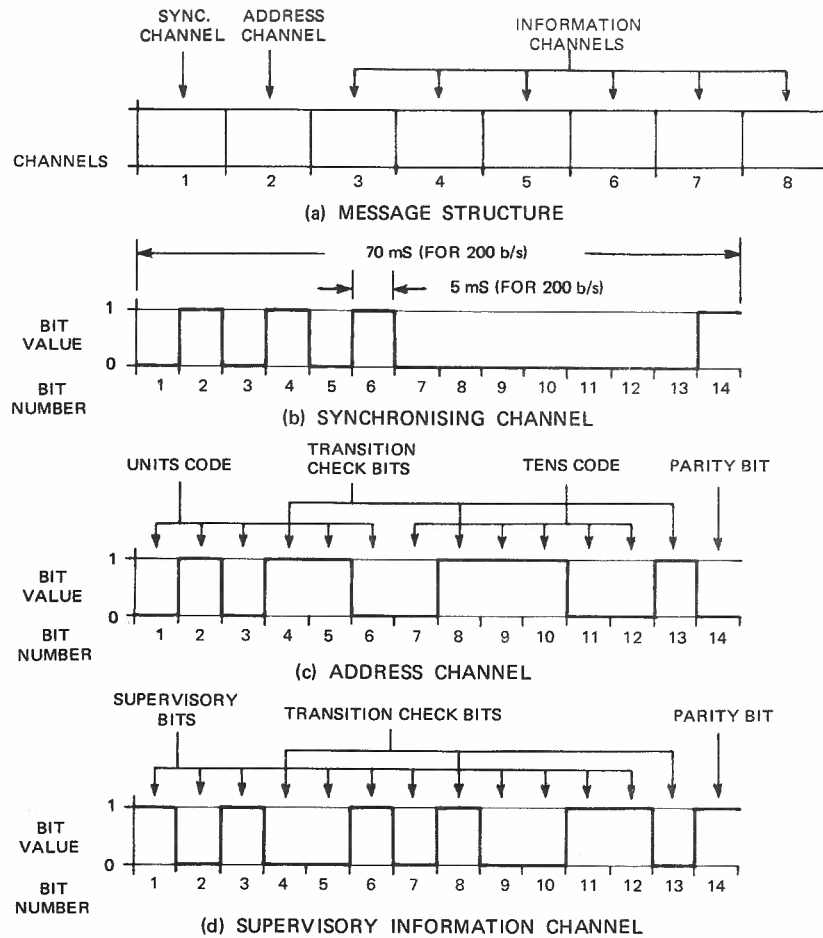 SYNC. CHANNEL
ADDRESS CHANNEL
INFORMATION CHANNELS
CHANNELS
1 2 3 4 5 6 7 8
(a) MESSAGE STRUCTURE
70 mS (FOR 200 b/s)
5 mS (FOR 200 b/s)
1
BIT VALUE
0
BIT NUMBER
1 2 3 4 5 6 7 8 9 10 11 12 13 14
(b) SYNCHRONISING CHANNEL
UNITS CODE
TRANSITION CHECK BITS
TENS CODE
PARITY BIT
1
BIT VALUE
0
BIT NUMBER
1 2 3 4 5 6 7 8 9 10 11 12 13 14
(c) ADDRESS CHANNEL
SUPERVISORY BITS
TRANSITION CHECK BITS
PARITY BIT
1
BIT VALUE
0
BIT NUMBER
1 2 3 4 5 6 7 8 9 10 11 12 13 14
(d) SUPERVISORY INFORMATION CHANNEL